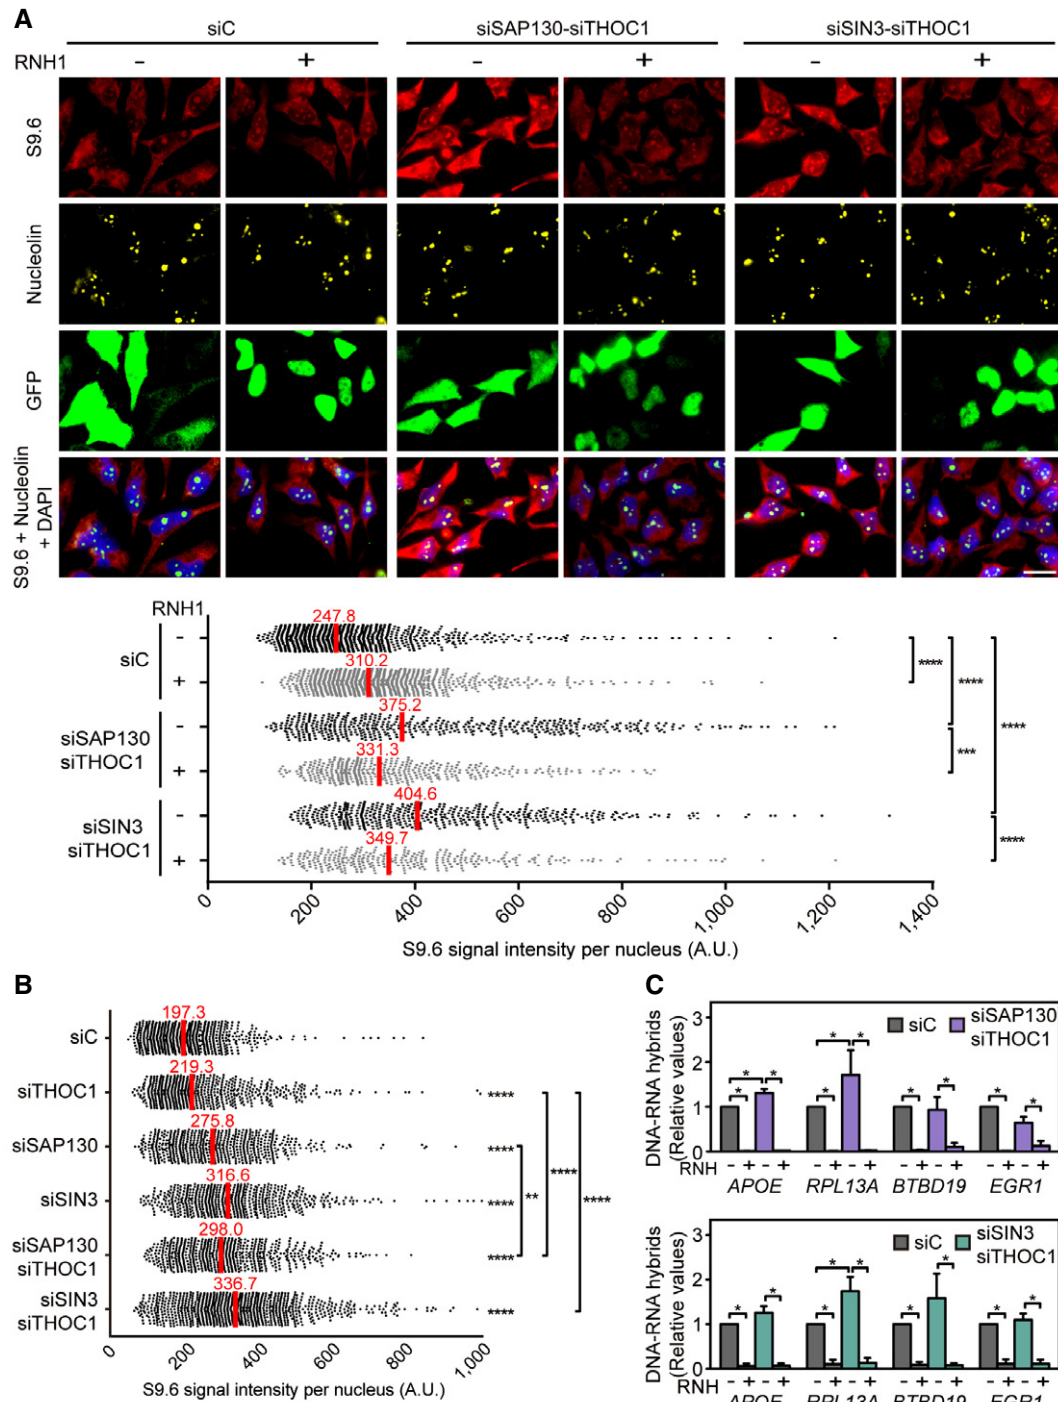 A
siC siSAP130-siTHOC1 siSIN3-siTHOC1
RNH1 - + - + - +
S9.6
Nucleolin
GFP
S9.6 + Nucleolin
+ DAPI
RNH1
siC
-
247.8
****
+
310.2
****
siSAP130
siTHOC1
-
375.2
****
+
331.3
***
siSIN3
siTHOC1
-
404.6
+
349.7
****
0 200 400 600 800 1,000 1,200 1,400
S9.6 signal intensity per nucleus (A.U.)
B
siC
197.3
siTHOC1
219.3
****
siSAP130
275.8
****
siSIN3
316.6
****
siSAP130
siTHOC1
298.0
****
siSIN3
siTHOC1
336.7
****
** **** ****
0 200 400 600 800 1,000
S9.6 signal intensity per nucleus (A.U.)
C
DNA-RNA hybrids
(Relative values)
3
2
1
0
siC siSAP130
siTHOC1
* * * * * * * * * *
RNH - + - + - + - + - + - + - + - +
APOE RPL13A BTBD19 EGR1
DNA-RNA hybrids
(Relative values)
3
2
1
0
siC siSIN3
siTHOC1
* * * * * * * * *
RNH - + - + - + - + - + - + - + - +
APOE RPL13A BTBD19 EGR1